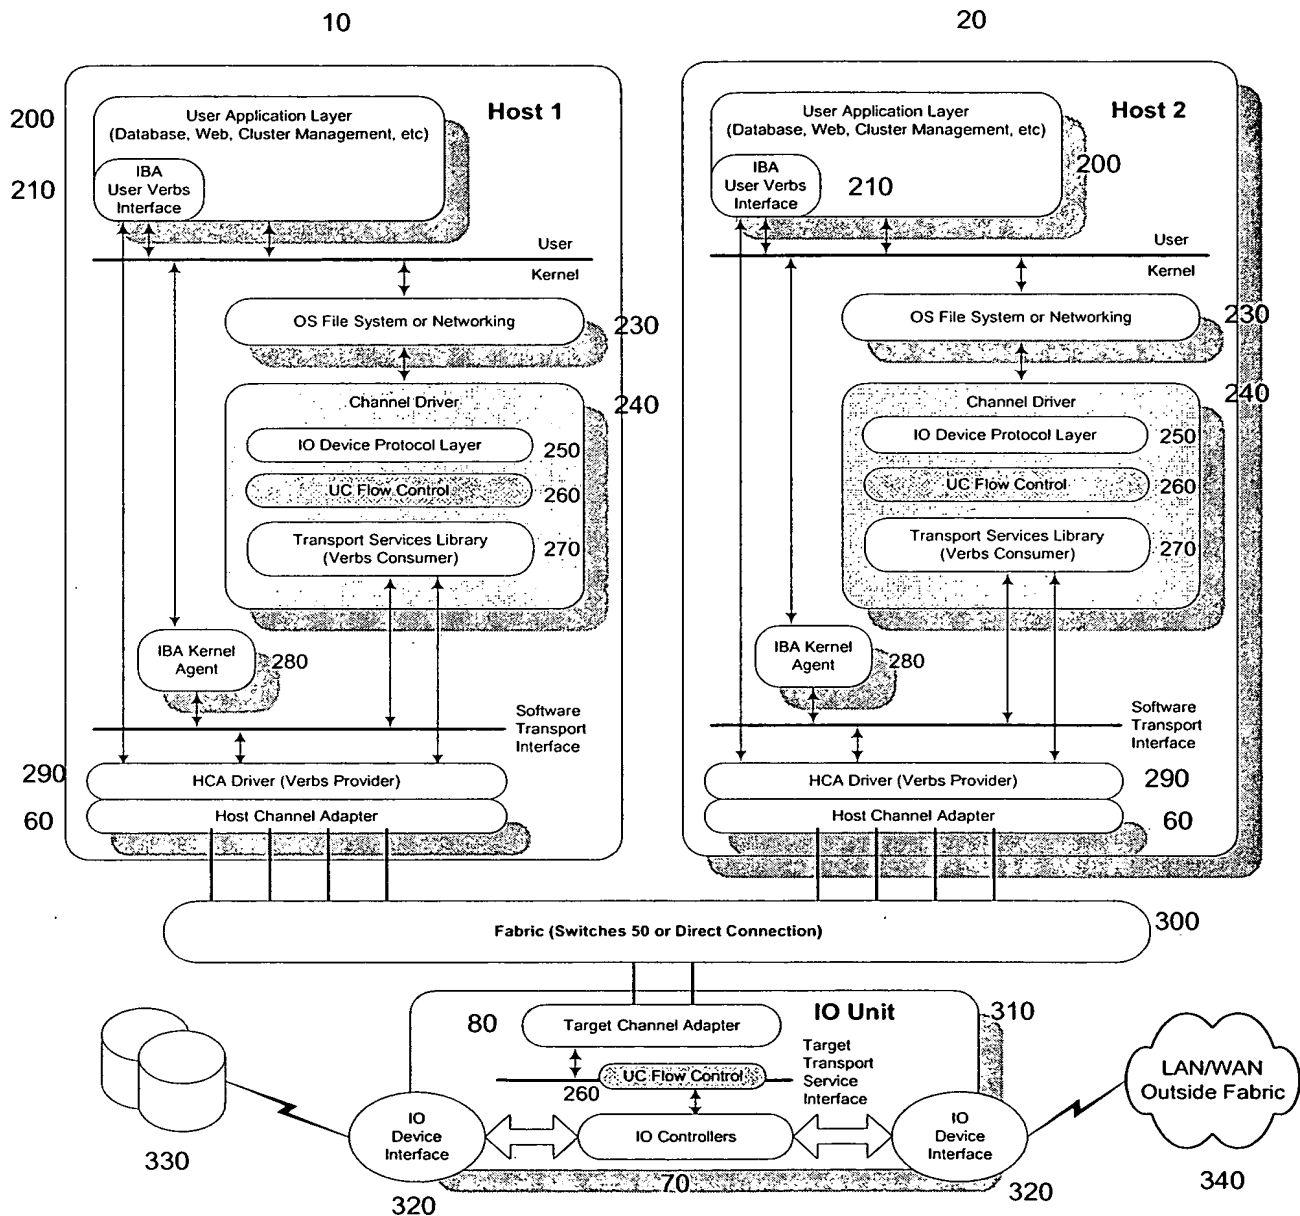 10
20
200
User Application Layer
(Database, Web, Cluster Management, etc)
Host 1
210
IBA
User Verbs
Interface
User
Kernel
OS File System or Networking
230
Channel Driver
240
IO Device Protocol Layer
250
UC Flow Control
260
Transport Services Library
(Verbs Consumer)
270
IBA Kernel
Agent
280
Software
Transport
Interface
290
HCA Driver (Verbs Provider)
60
Host Channel Adapter
User Application Layer
(Database, Web, Cluster Management, etc)
Host 2
200
IBA
User Verbs
Interface
210
User
Kernel
OS File System or Networking
230
Channel Driver
240
IO Device Protocol Layer
250
UC Flow Control
260
Transport Services Library
(Verbs Consumer)
270
IBA Kernel
Agent
280
Software
Transport
Interface
HCA Driver (Verbs Provider)
290
Host Channel Adapter
60
Fabric (Switches 50 or Direct Connection)
300
IO Unit
310
80
Target Channel Adapter
Target
Transport
Service
Interface
UC Flow Control
260
IO
Device
Interface
IO Controllers
IO
Device
Interface
LAN/WAN
Outside Fabric
330
320
70
320
340